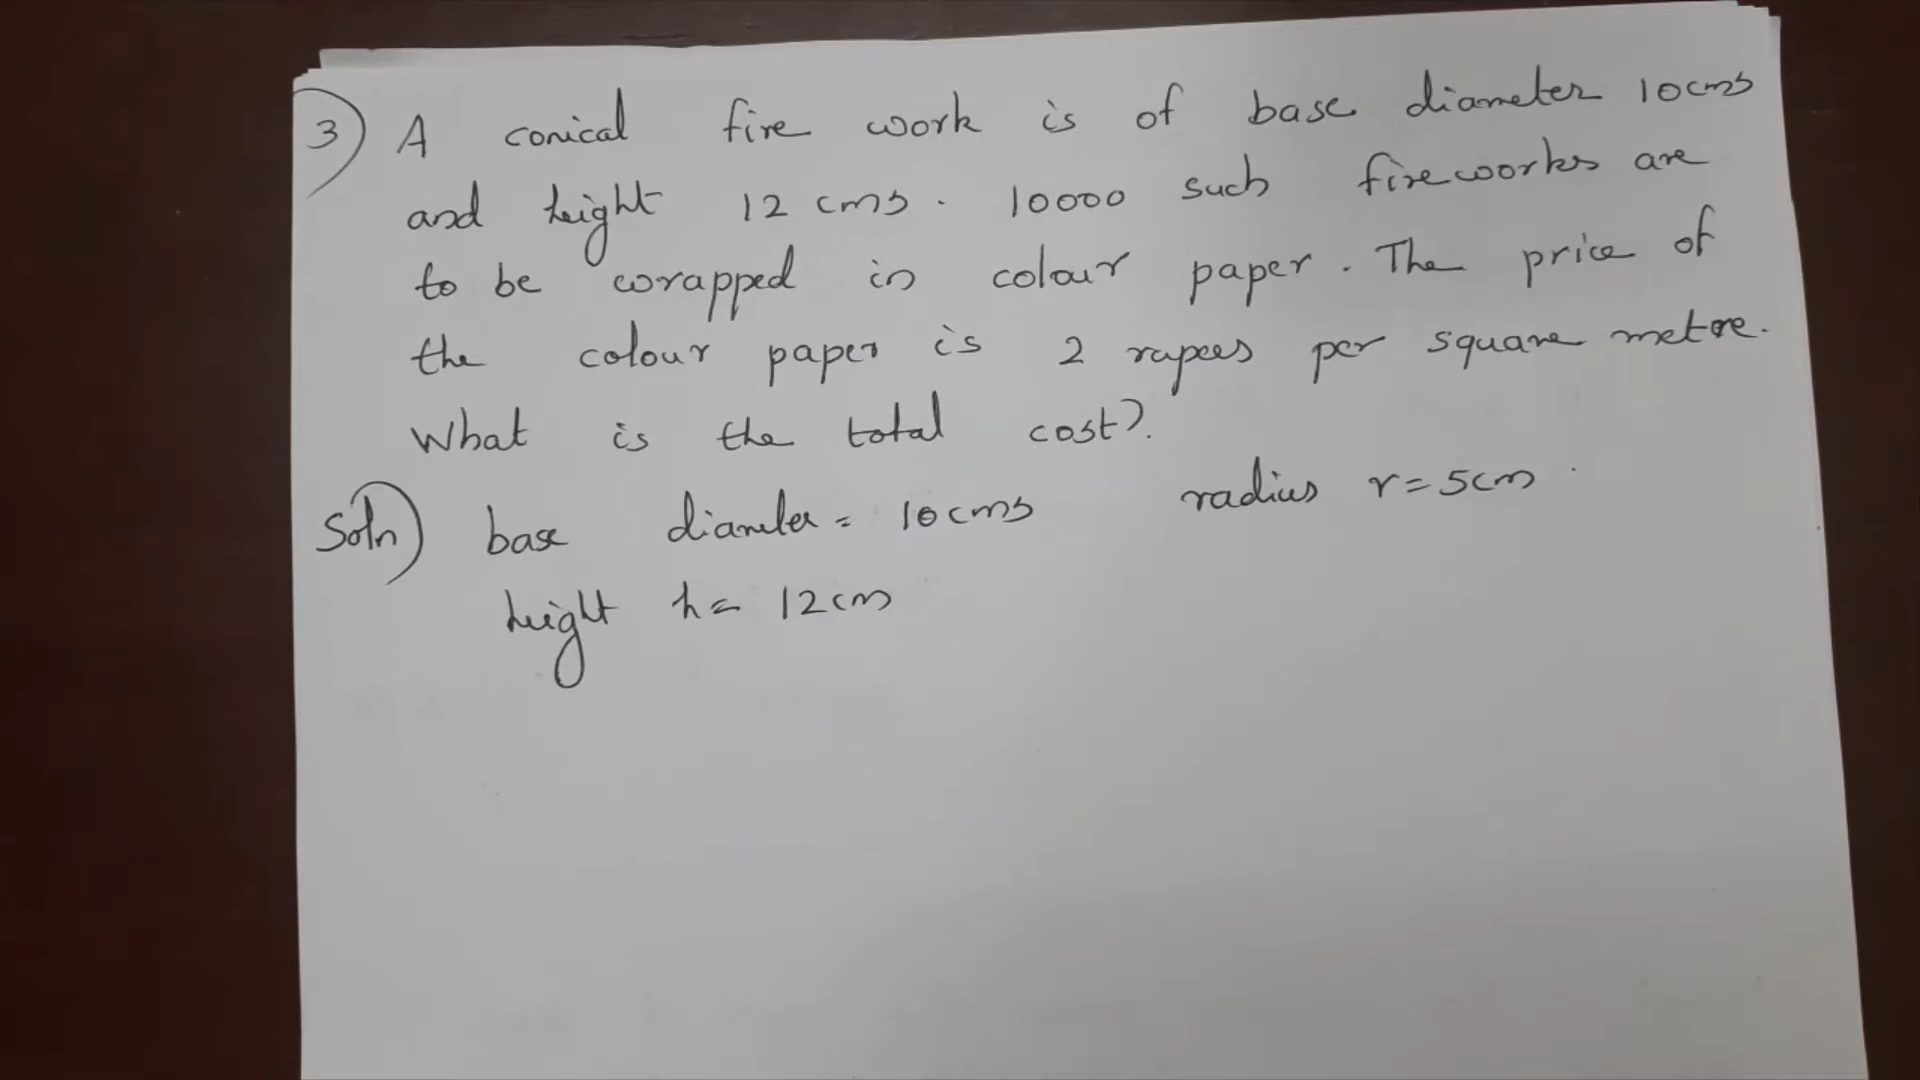 3) A conical fire work is of base diameter 10cms
and height 12 cms. 10000 such fireworks are
to be wrapped in colour paper. The price of
the colour paper is 2 rupees per square metre.
What is the total cost?
Soln) base diameter = 10cms radius r = 5cm
height h = 12cm